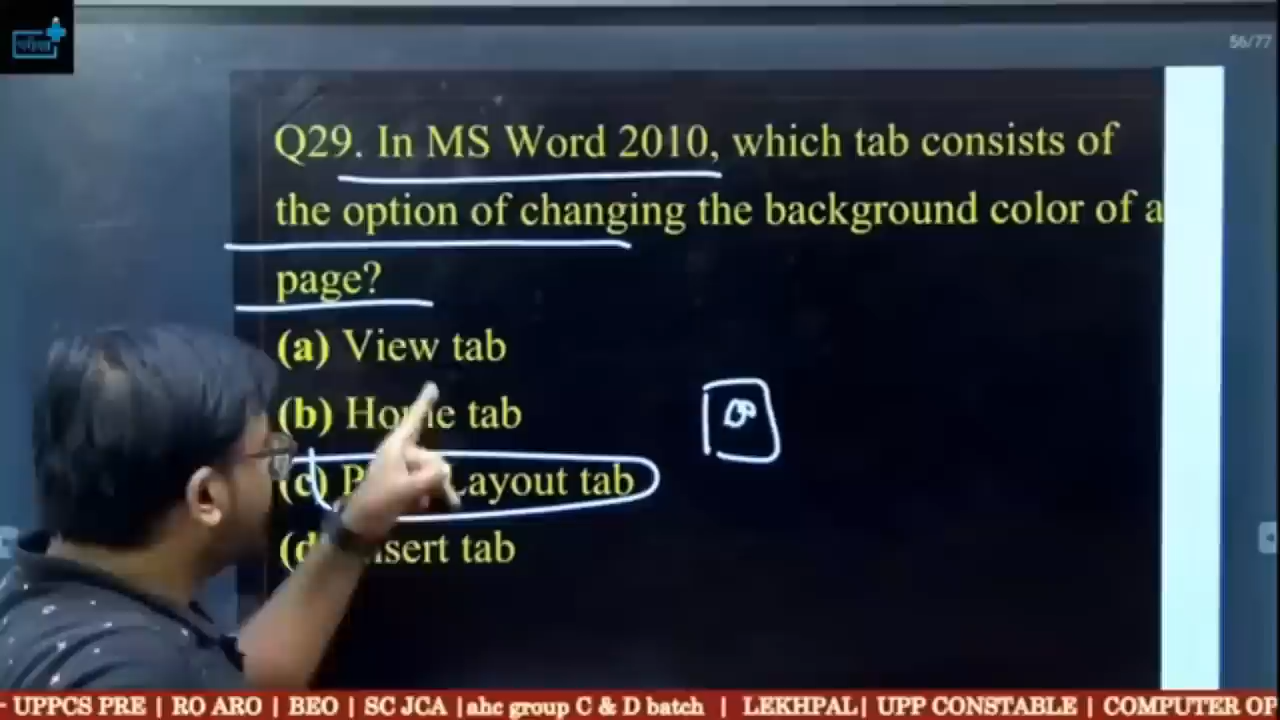 56/77
Q29. In MS Word 2010, which tab consists of
the option of changing the background color of a
page?
(a) View tab
(b) Home tab
(c) Layout tab
(d) Insert tab
UPPCS PRE | RO ARO | BEO | SC JCA |ahc group C & D batch | LEKHPAL| UPP CONSTABLE | COMPUTER OP